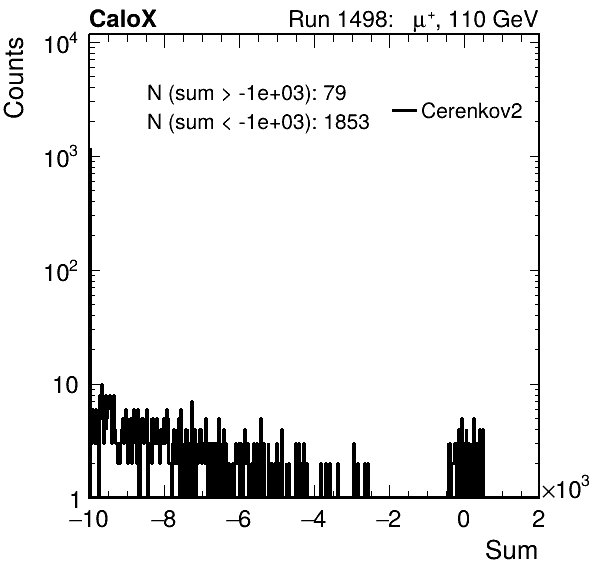 CaloX Run 1498: μ⁺, 110 GeV
Counts
N (sum > -1e+03): 79
N (sum < -1e+03): 1853
Cerenkov2
10⁴
10³
10²
10
1
−10 −8 −6 −4 −2 0 2
×10³
Sum